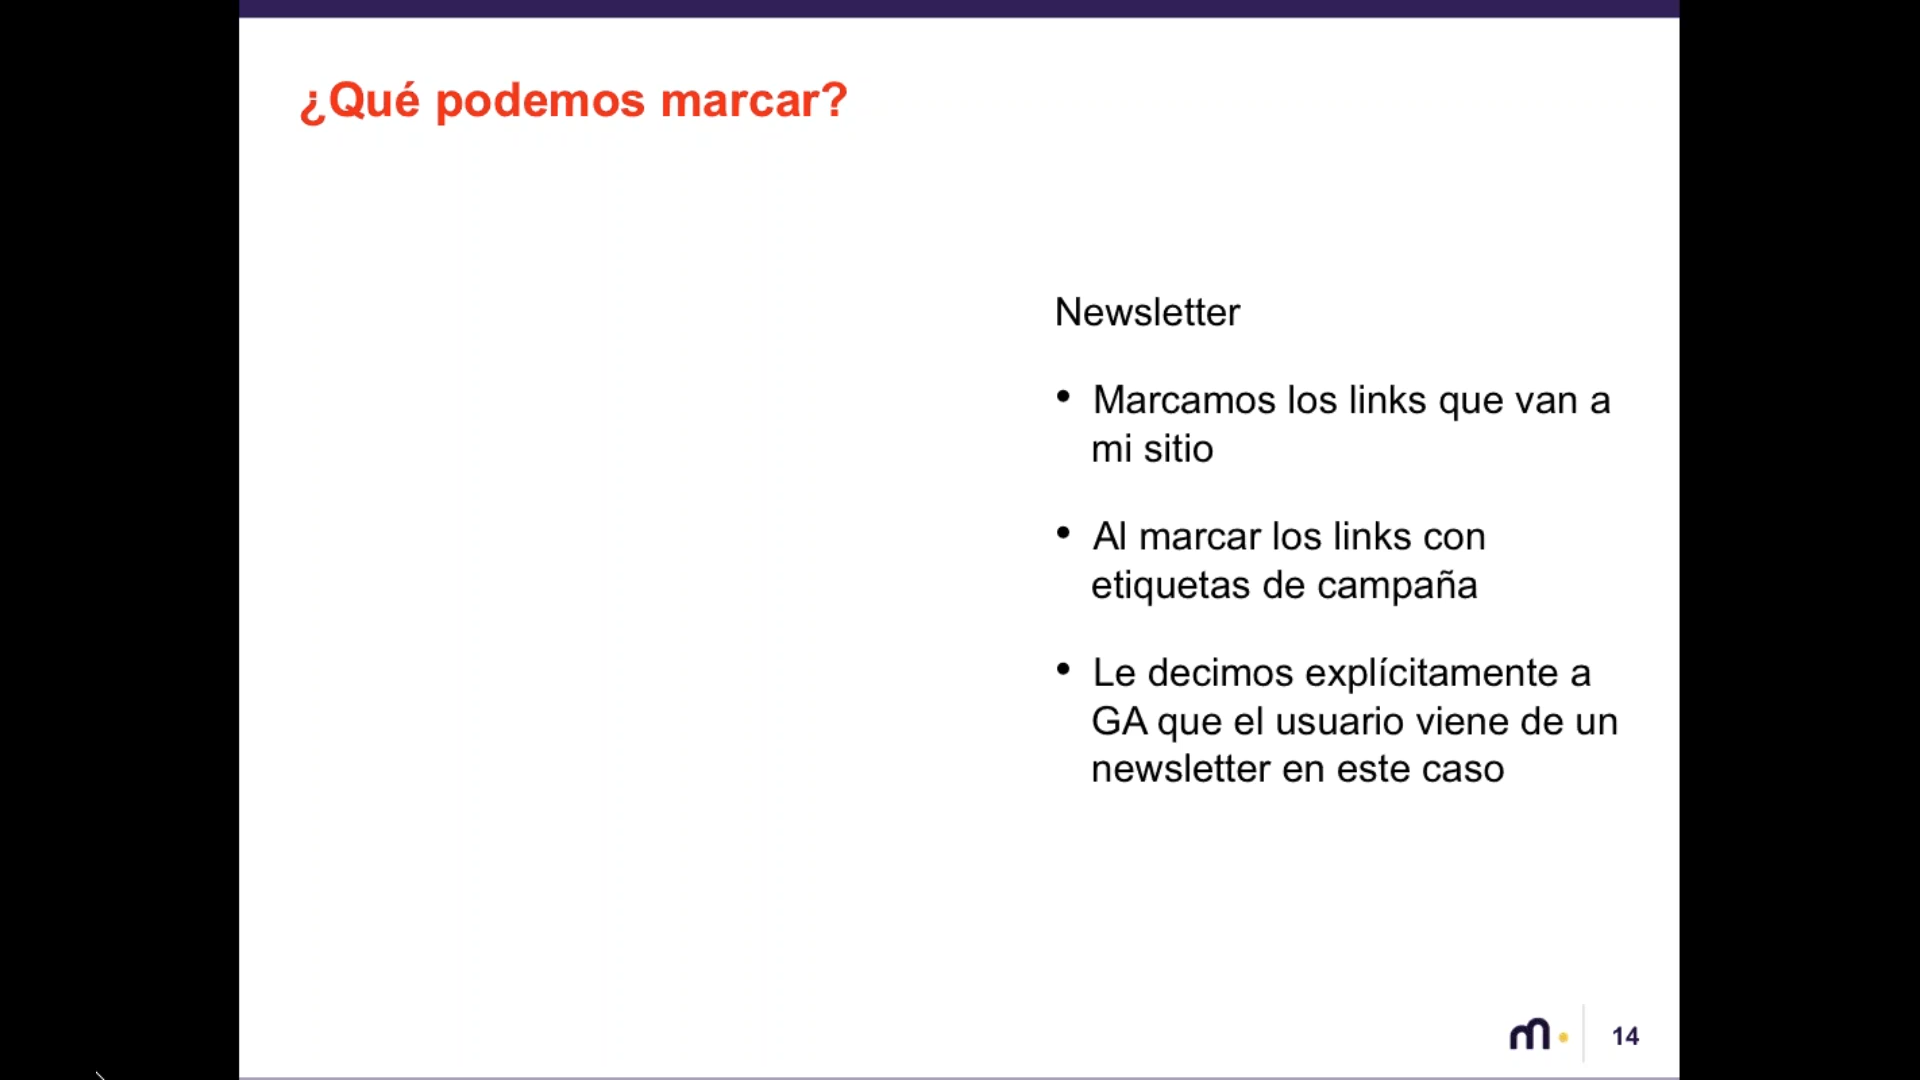 ¿Qué podemos marcar?
Newsletter
• Marcamos los links que van a
mi sitio
• Al marcar los links con
etiquetas de campaña
• Le decimos explícitamente a
GA que el usuario viene de un
newsletter en este caso
m.
14